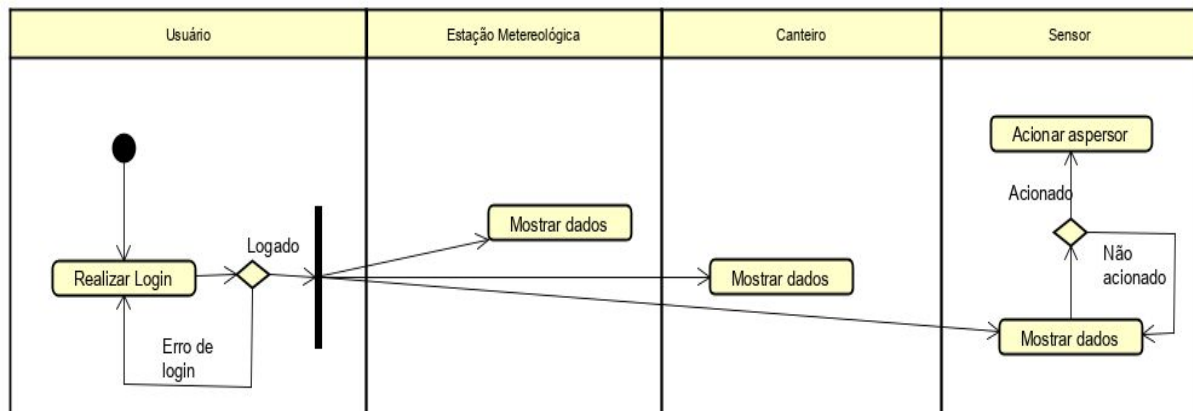 Usuário
Estação Metereológica
Canteiro
Sensor
Acionar aspersor
Acionado
Mostrar dados
Logado
Não
acionado
Realizar Login
Mostrar dados
Mostrar dados
Erro de
login